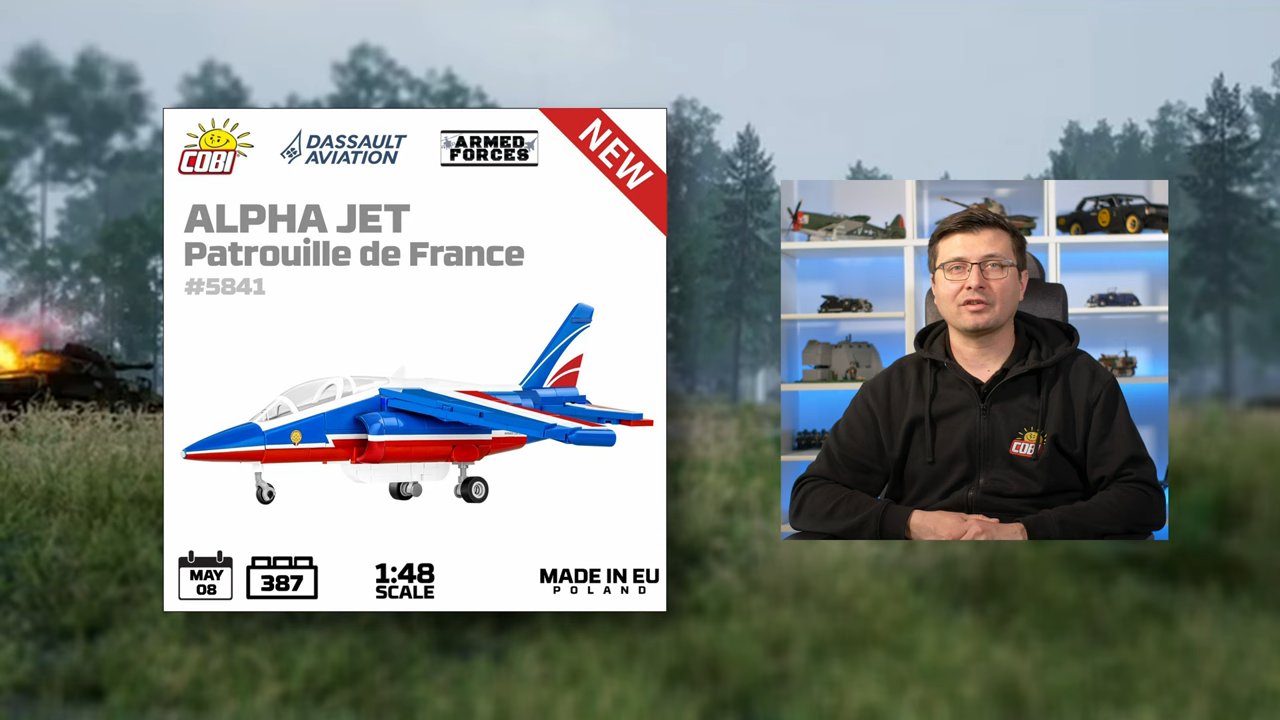 COBI
DASSAULT
AVIATION
ARMED
FORCES
NEW
ALPHA JET
Patrouille de France
#5841
MAY
08
387
1:48
SCALE
MADE IN EU
POLAND
COBI